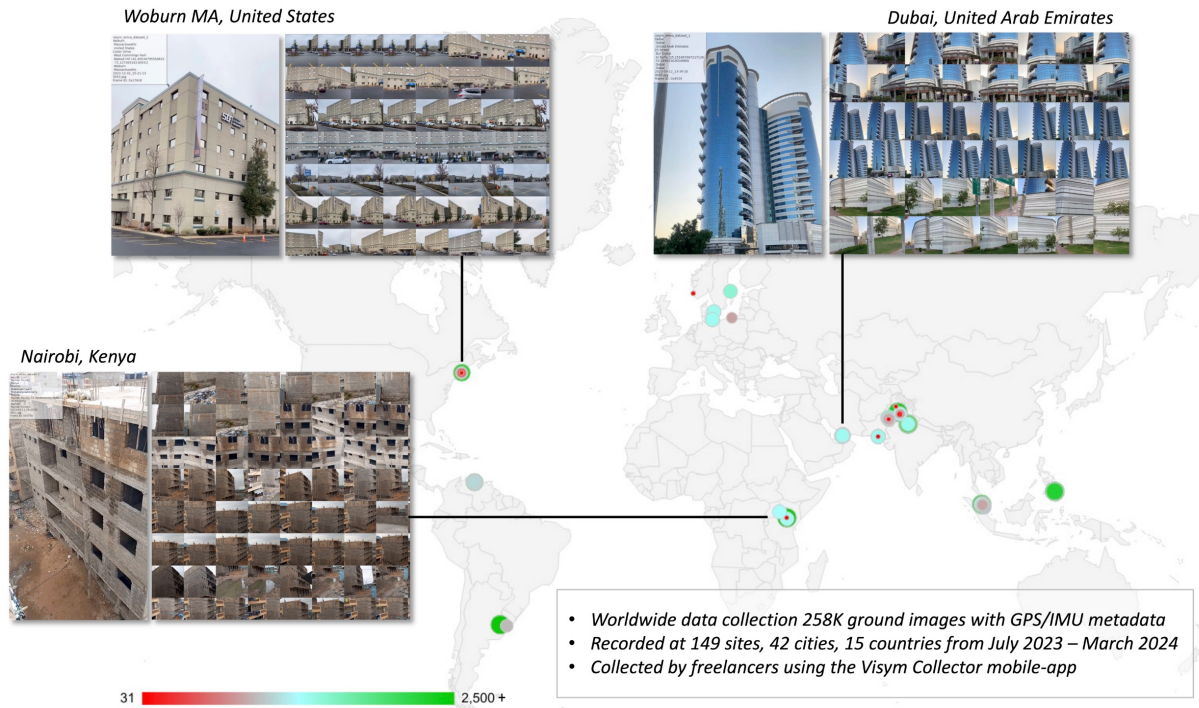 Woburn MA, United States
Dubai, United Arab Emirates
Nairobi, Kenya
• Worldwide data collection 258K ground images with GPS/IMU metadata
• Recorded at 149 sites, 42 cities, 15 countries from July 2023 – March 2024
• Collected by freelancers using the Visym Collector mobile-app
31
2,500 +